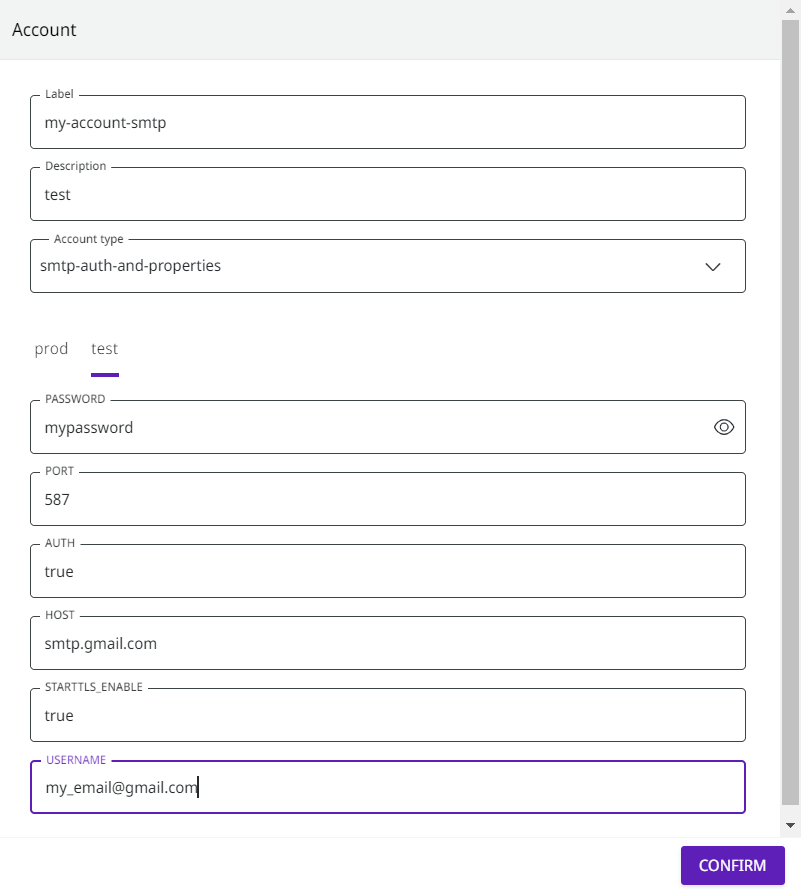 Account
Label
my-account-smtp
Description
test
Account type
smtp-auth-and-properties
prod test
PASSWORD
mypassword
PORT
587
AUTH
true
HOST
smtp.gmail.com
STARTTLS_ENABLE
true
USERNAME
my_email@gmail.com
CONFIRM